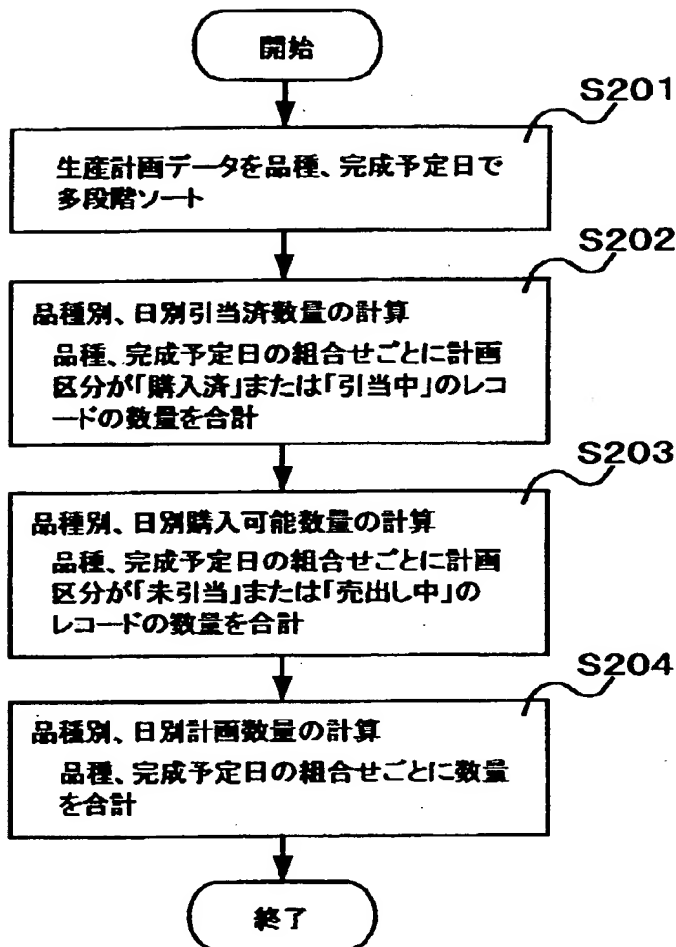 開始
S201
生産計画データを品種、完成予定日で
多段階ソート
S202
品種別、日別引当済数量の計算
品種、完成予定日の組合せごとに計画
区分が「購入済」または「引当中」のレコ
ードの数量を合計
S203
品種別、日別購入可能数量の計算
品種、完成予定日の組合せごとに計画
区分が「未引当」または「売出し中」の
レコードの数量を合計
S204
品種別、日別計画数量の計算
品種、完成予定日の組合せごとに数量
を合計
終了